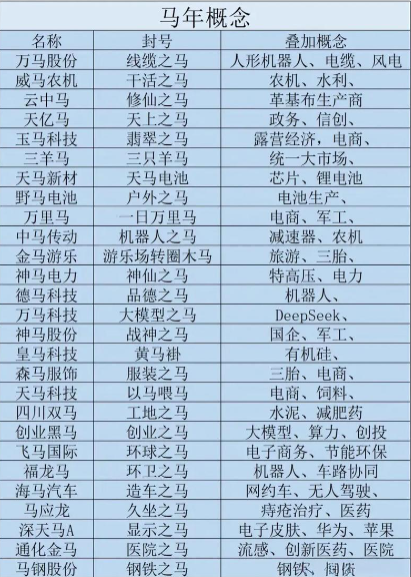 马年概念
名称 封号 叠加概念
万马股份 线缆之马 人形机器人、电缆、风电
威马农机 干活之马 农机、水利、
云中马 修仙之马 革基布生产商
天亿马 天上之马 政务、信创、
玉马科技 翡翠之马 露营经济，电商、
三羊马 三只羊马 统一大市场、
天马新材 天马电池 芯片、锂电池
野马电池 户外之马 电池生产、
万里马 一日万里马 电商、军工、
中马传动 机器人之马 减速器、农机
金马游乐 游乐场转圈木马 旅游、三胎、
神马电力 神仙之马 特高压、电力
德马科技 品德之马 机器人、
万马科技 大模型之马 DeepSeek、
神马股份 战神之马 国企、军工、
皇马科技 黄马褂 有机硅、
森马服饰 服装之马 三胎、电商、
天马科技 以马喂马 电商、饲料、
四川双马 工地之马 水泥、减肥药
创业黑马 创业之马 大模型、算力、创投
飞马国际 环球之马 电子商务、节能环保
福龙马 环卫之马 机器人、车路协同
海马汽车 造车之马 网约车、无人驾驶、
马应龙 久坐之马 痔疮治疗、医药
深天马A 显示之马 电子皮肤、华为、苹果
通化金马 医院之马 流感、创新医药、医院
马钢股份 钢铁之马 钢铁、